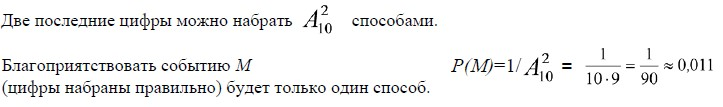 Две последние цифры можно набрать $A_{10}^{2}$ способами.
Благоприятствовать событию M P(M)=1/$A_{10}^{2}$ = $\frac{1}{10 \cdot 9} = \frac{1}{90} \approx 0,011$
(цифры набраны правильно) будет только один способ.